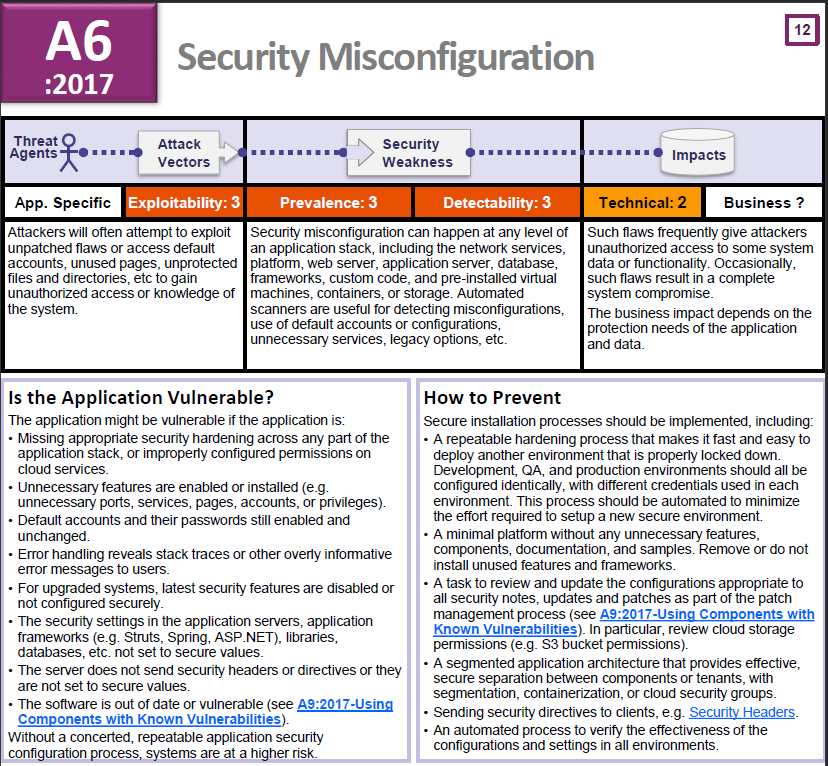 A6
:2017
Security Misconfiguration
12
Threat
Agents
Attack
Vectors
Security
Weakness
Impacts
App. Specific
Exploitability: 3
Prevalence: 3
Detectability: 3
Technical: 2
Business ?
Attackers will often attempt to exploit
unpatched flaws or access default
accounts, unused pages, unprotected
files and directories, etc to gain
unauthorized access or knowledge of
the system.
Security misconfiguration can happen at any level of
an application stack, including the network services,
platform, web server, application server, database,
frameworks, custom code, and pre-installed virtual
machines, containers, or storage. Automated
scanners are useful for detecting misconfigurations,
use of default accounts or configurations,
unnecessary services, legacy options, etc.
Such flaws frequently give attackers
unauthorized access to some system
data or functionality. Occasionally,
such flaws result in a complete
system compromise.
The business impact depends on the
protection needs of the application
and data.
Is the Application Vulnerable?
The application might be vulnerable if the application is:
• Missing appropriate security hardening across any part of the
application stack, or improperly configured permissions on
cloud services.
• Unnecessary features are enabled or installed (e.g.
unnecessary ports, services, pages, accounts, or privileges).
• Default accounts and their passwords still enabled and
unchanged.
• Error handling reveals stack traces or other overly informative
error messages to users.
• For upgraded systems, latest security features are disabled or
not configured securely.
• The security settings in the application servers, application
frameworks (e.g. Struts, Spring, ASP.NET), libraries,
databases, etc. not set to secure values.
• The server does not send security headers or directives or they
are not set to secure values.
• The software is out of date or vulnerable (see A9:2017-Using
Components with Known Vulnerabilities).
Without a concerted, repeatable application security
configuration process, systems are at a higher risk.
How to Prevent
Secure installation processes should be implemented, including:
• A repeatable hardening process that makes it fast and easy to
deploy another environment that is properly locked down.
Development, QA, and production environments should all be
configured identically, with different credentials used in each
environment. This process should be automated to minimize
the effort required to setup a new secure environment.
• A minimal platform without any unnecessary features,
components, documentation, and samples. Remove or do not
install unused features and frameworks.
• A task to review and update the configurations appropriate to
all security notes, updates and patches as part of the patch
management process (see A9:2017-Using Components with
Known Vulnerabilities). In particular, review cloud storage
permissions (e.g. S3 bucket permissions).
• A segmented application architecture that provides effective,
secure separation between components or tenants, with
segmentation, containerization, or cloud security groups.
• Sending security directives to clients, e.g. Security Headers.
• An automated process to verify the effectiveness of the
configurations and settings in all environments.